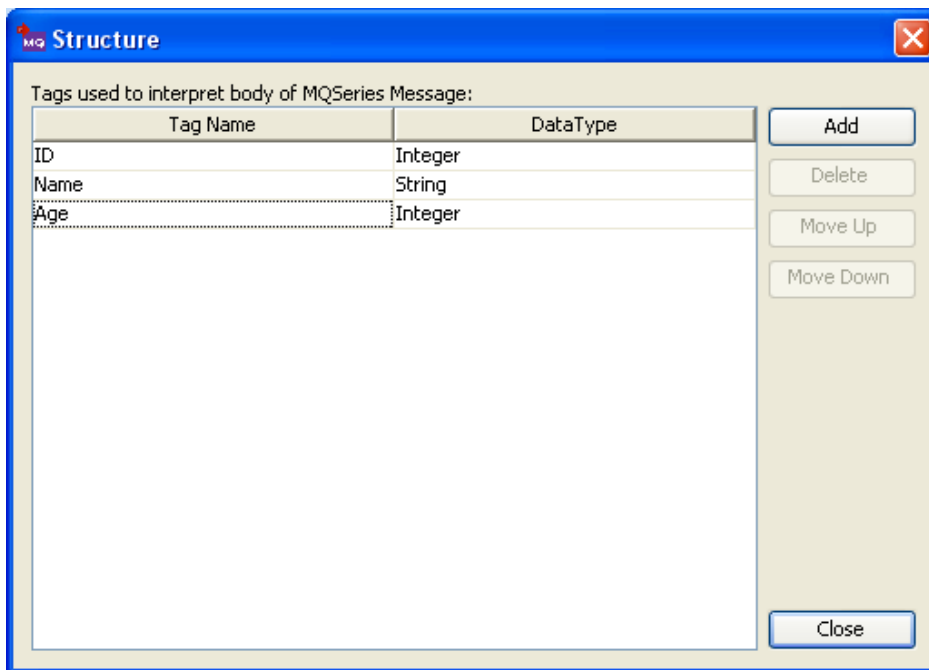 MQ Structure
Tags used to interpret body of MQSeries Message:
Tag Name DataType
ID Integer
Name String
Age Integer
Add
Delete
Move Up
Move Down
Close